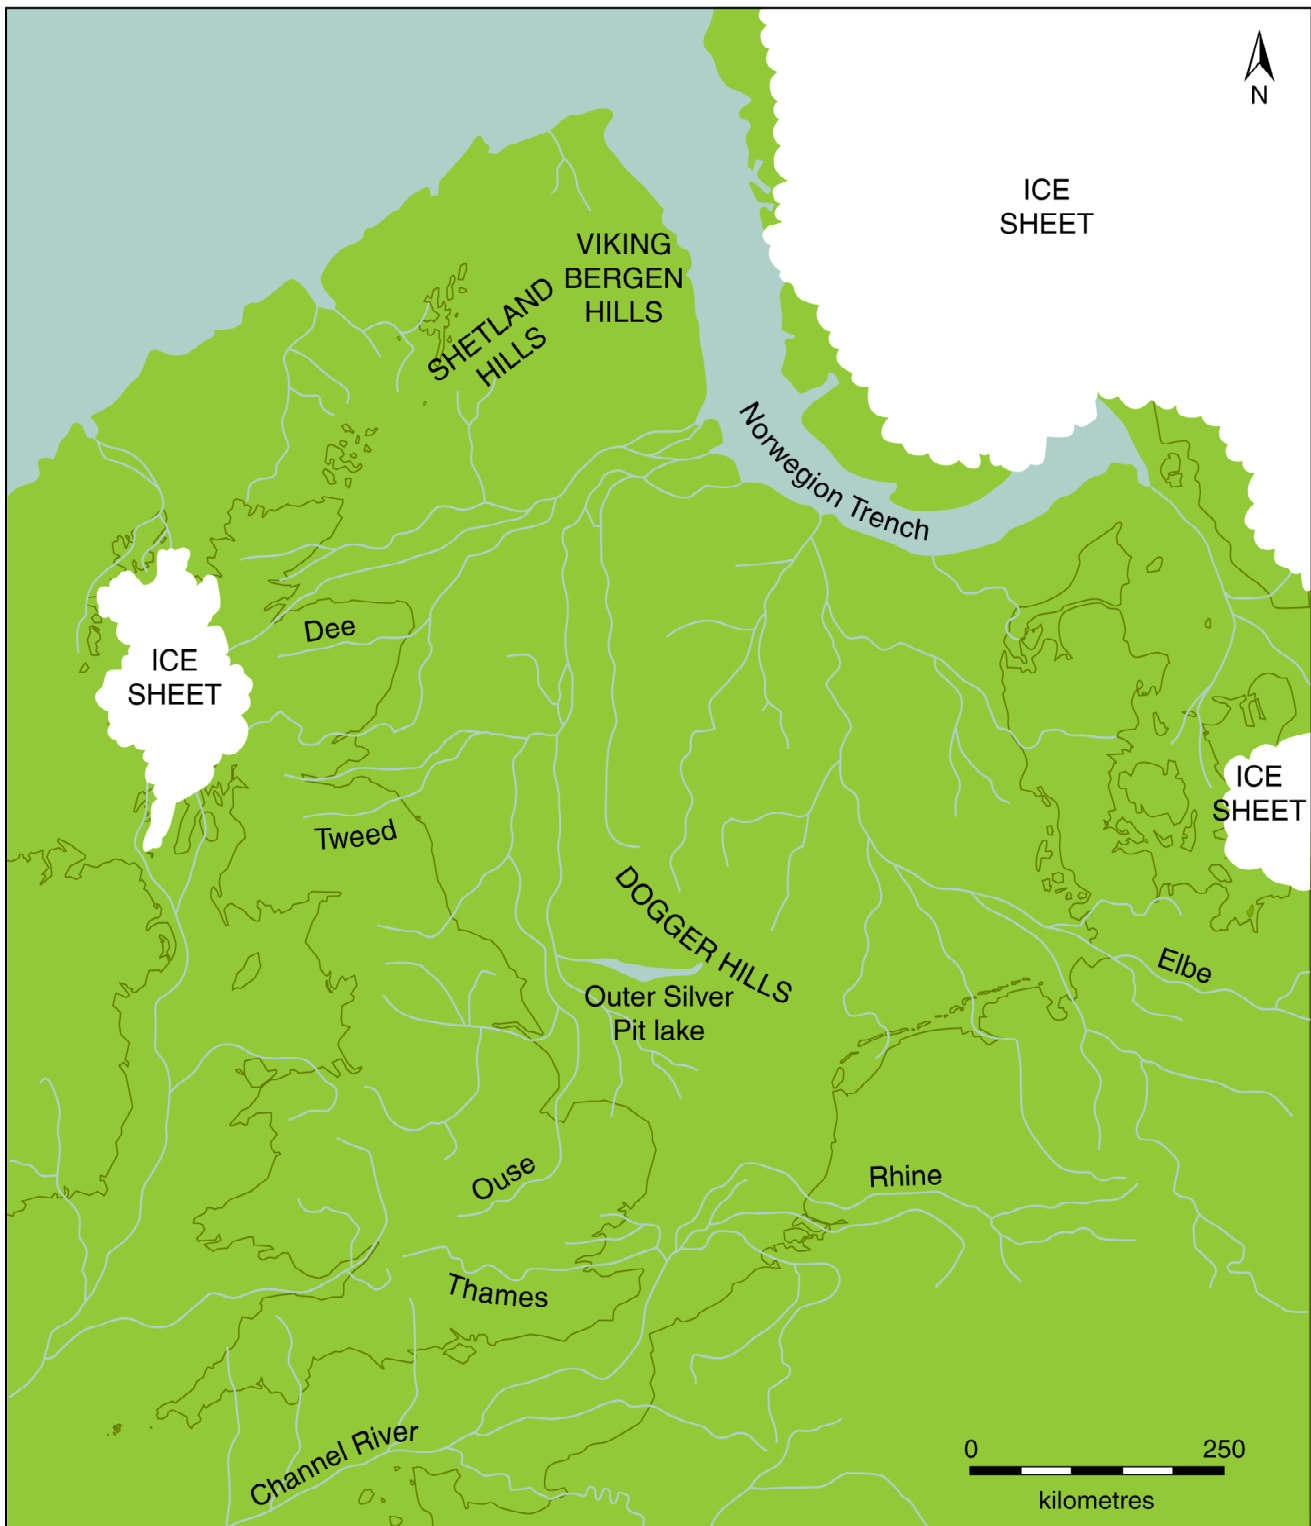 N
ICE
SHEET
VIKING
BERGEN
HILLS
SHETLAND
HILLS
Norwegion Trench
Dee
ICE
SHEET
ICE
SHEET
Tweed
DOGGER HILLS
Elbe
Outer Silver
Pit lake
Ouse
Rhine
Thames
Channel River
0 250
kilometres